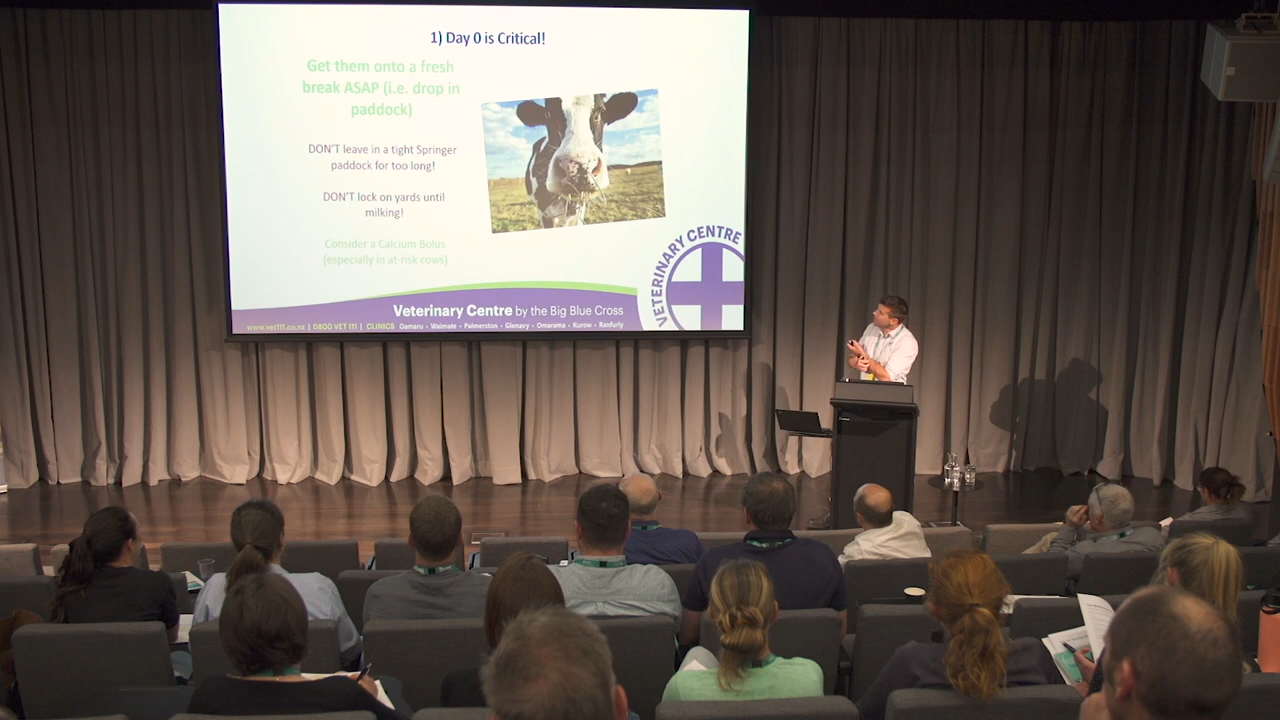 1) Day 0 is Critical!
Get them onto a fresh
break ASAP (i.e. drop in
paddock)
DON'T leave in a tight Springer
paddock for too long!
DON'T lock on yards until
milking!
Consider a Calcium Bolus
(especially in at-risk cows)
VETERINARY CENTRE
Veterinary Centre by the Big Blue Cross
www.vet111.co.nz | 0800 VET 111 | CLINICS Oamaru • Waimate • Palmerston • Glenavy • Omarama • Kurow • Ranfurly